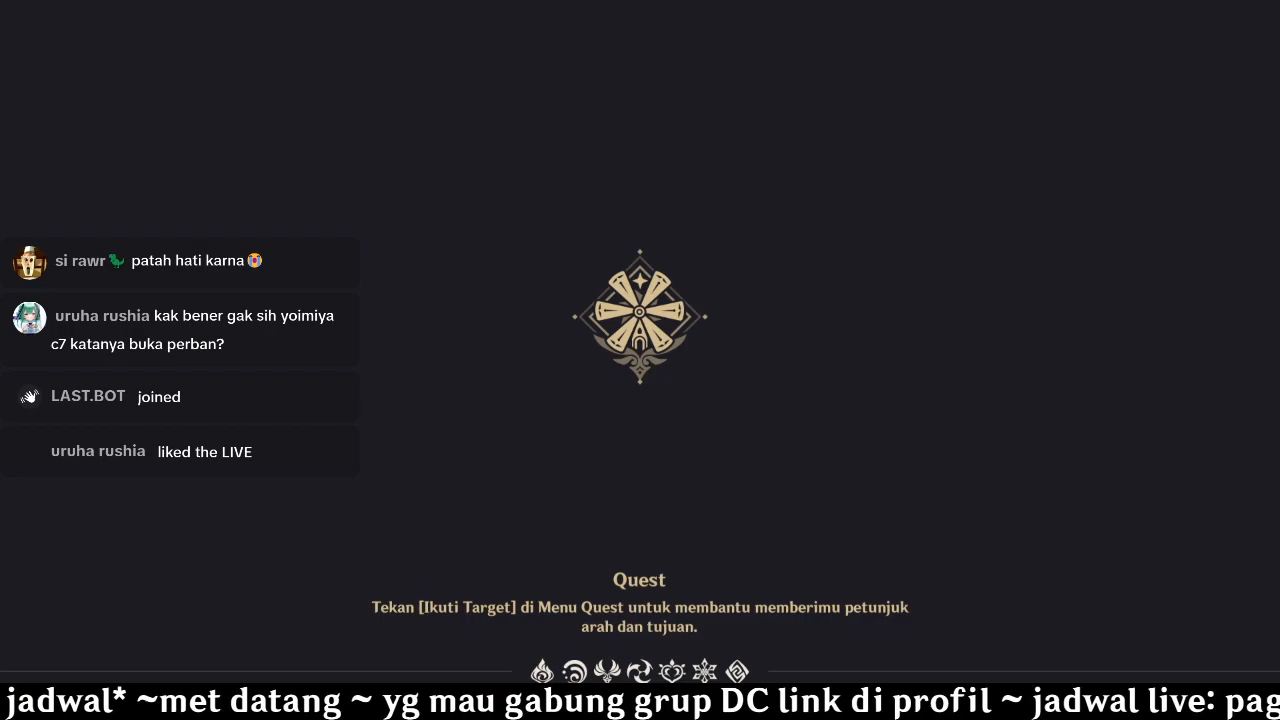 si rawr🦖 patah hati karna
uruha rushia kak bener gak sih yoimiya
c7 katanya buka perban?
LAST.BOT joined
uruha rushia liked the LIVE
Quest
Tekan [Ikuti Target] di Menu Quest untuk membantu memberimu petunjuk
arah dan tujuan.
jadwal* ~met datang ~ yg mau gabung grup DC link di profil ~ jadwal live: pag